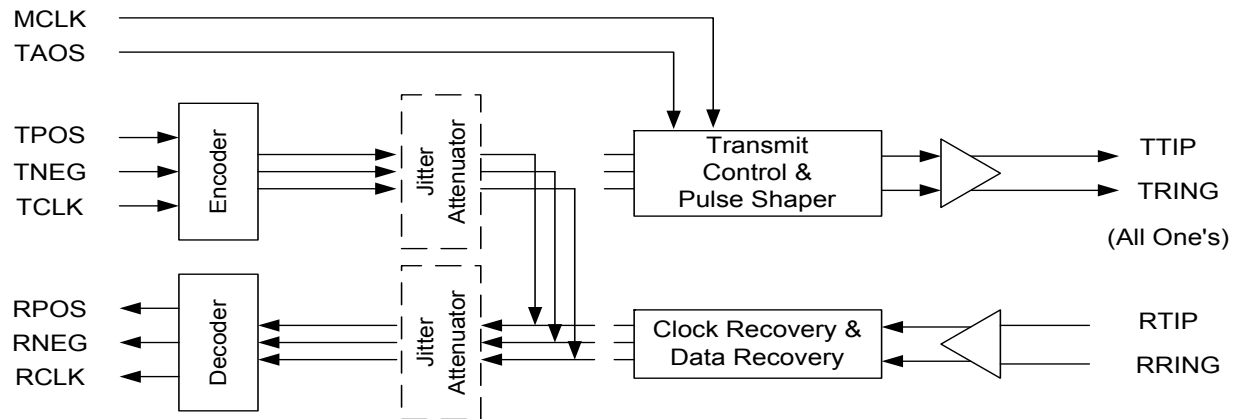 MCLK
TAOS
TPOS
TNEG
TCLK
Encoder
Jitter
Attenuator
Transmit
Control &
Pulse Shaper
TTIP
TRING
(All One's)
RPOS
RNEG
RCLK
Decoder
Jitter
Attenuator
Clock Recovery &
Data Recovery
RTIP
RRING